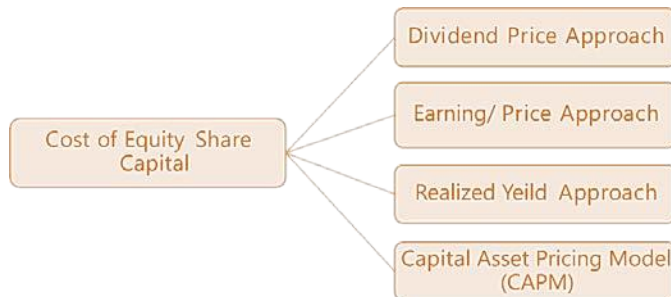 Dividend Price Approach
Earning/ Price Approach
Cost of Equity Share
Capital
Realized Yeild Approach
Capital Asset Pricing Model
(CAPM)